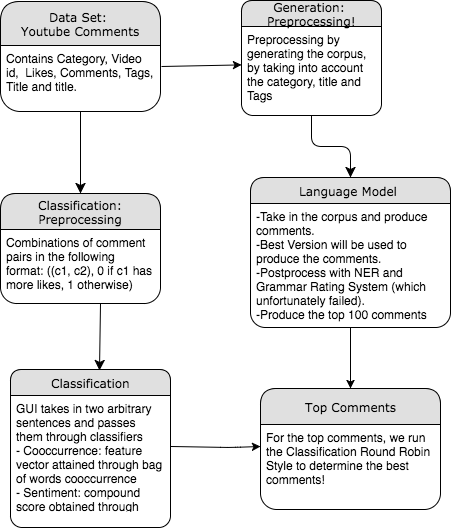 Data Set:
Youtube Comments
Contains Category, Video
id,  Likes, Comments, Tags,
Title and title.
Generation:
Preprocessing!
Preprocessing by
generating the corpus,
by taking into account
the category, title and
Tags
Classification:
Preprocessing
Combinations of comment
pairs in the following
format: ((c1, c2), 0 if c1 has
more likes, 1 otherwise)
Language Model
-Take in the corpus and produce
comments.
-Best Version will be used to
produce the comments.
-Postprocess with NER and
Grammar Rating System (which
unfortunately failed).
-Produce the top 100 comments
Classification
GUI takes in two arbitrary
sentences and passes
them through classifiers
- Cooccurrence: feature
vector attained through bag
of words cooccurrence
- Sentiment: compound
score obtained through
Top Comments
For the top comments, we run
the Classification Round Robin
Style to determine the best
comments!